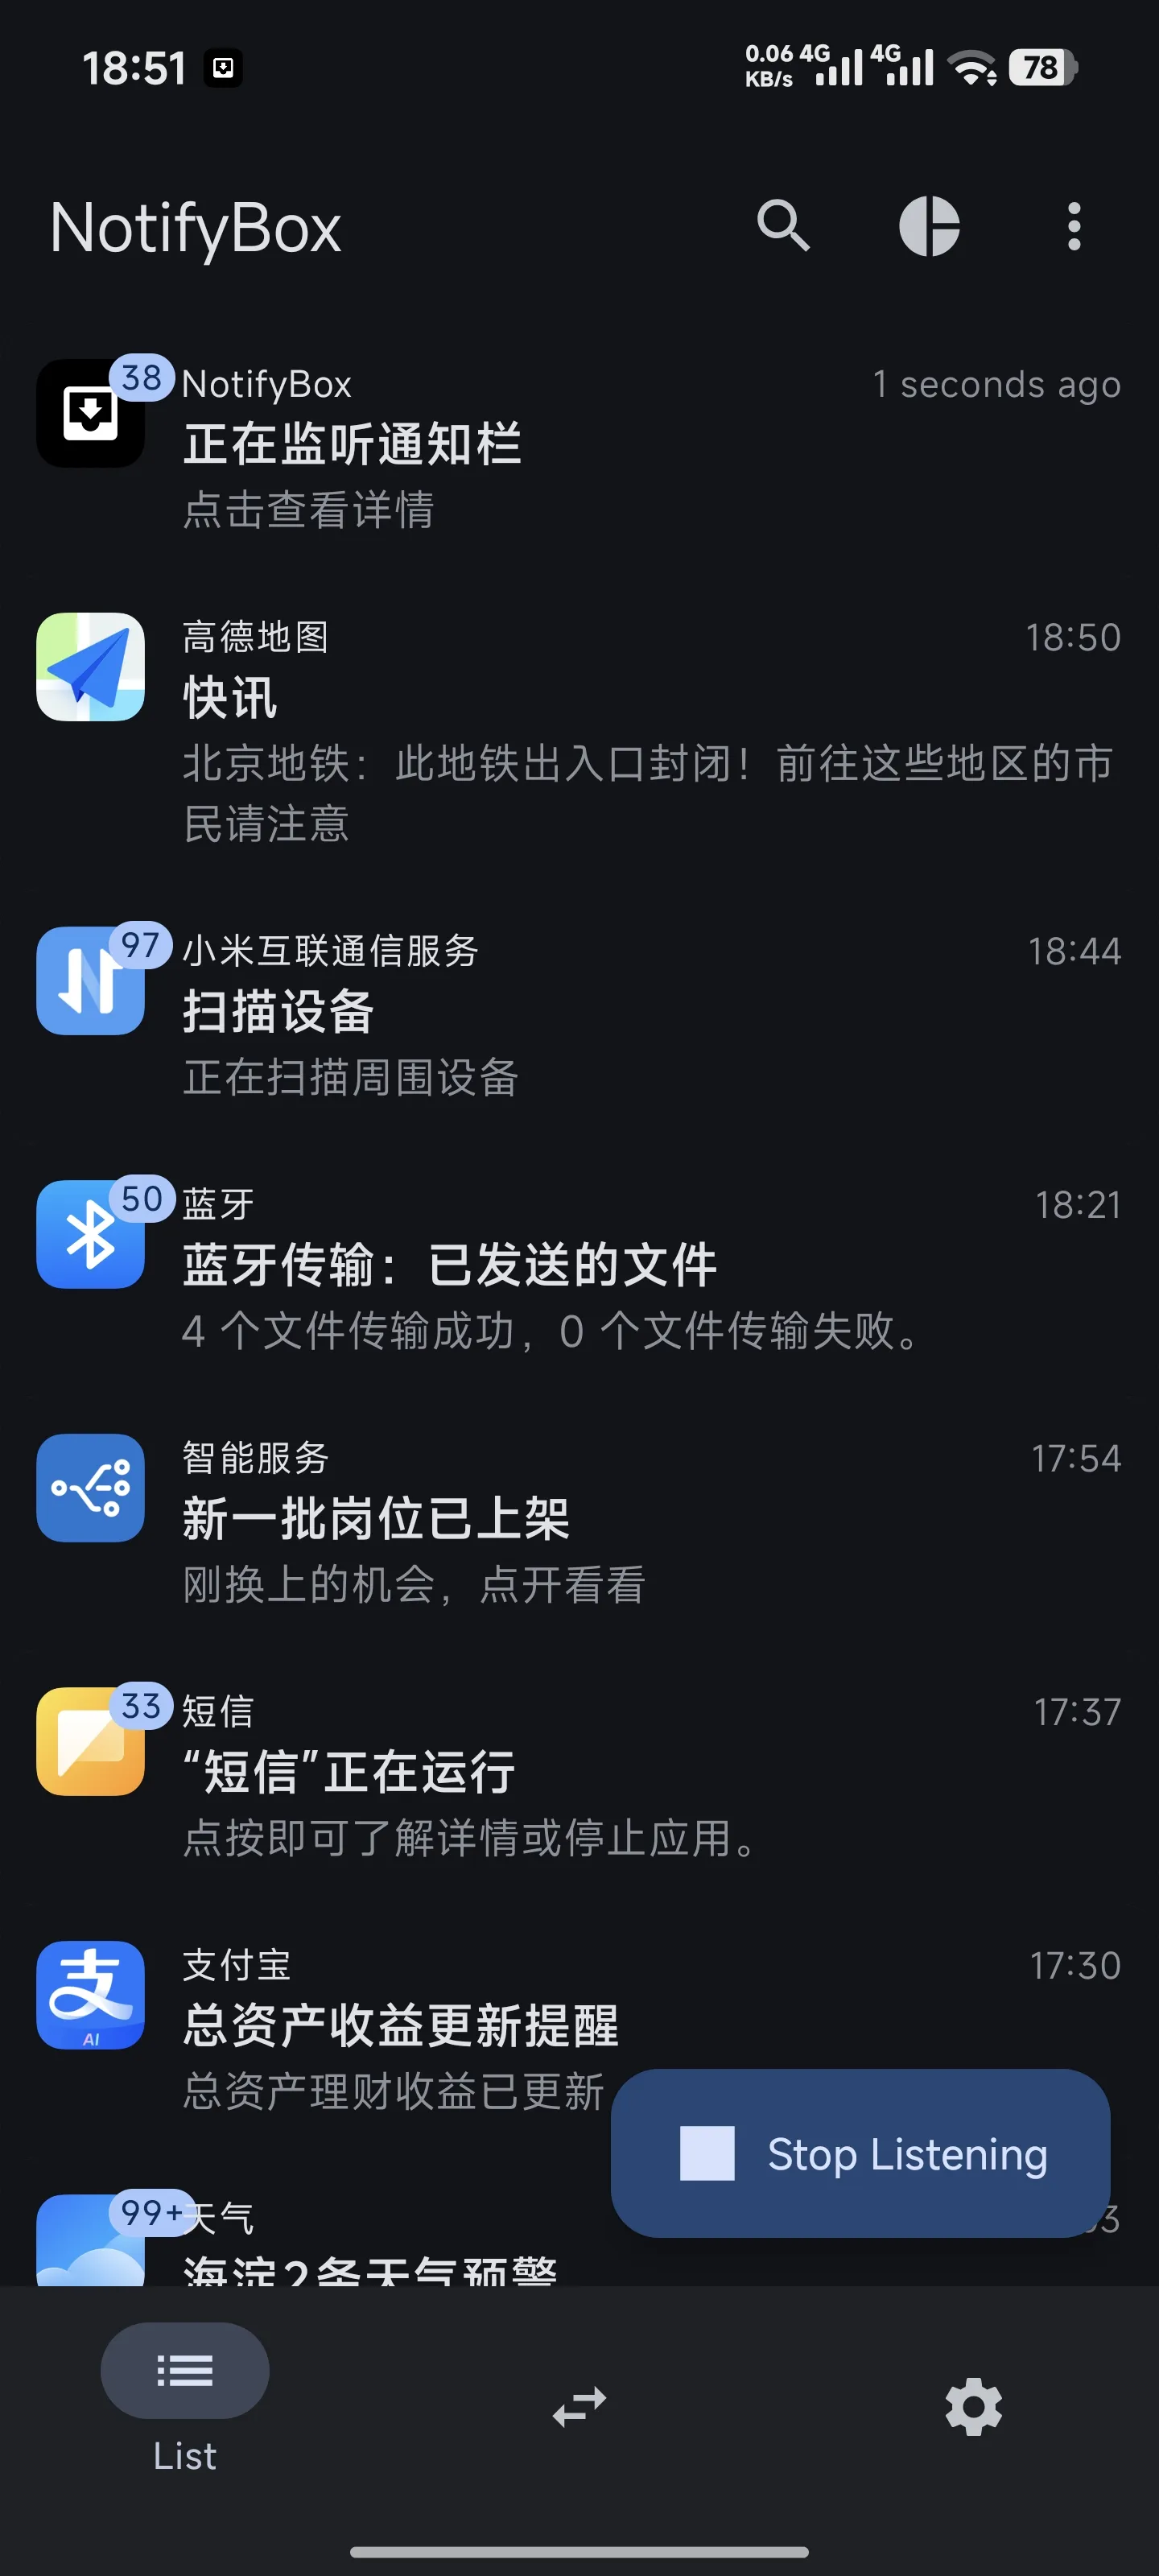 18:51
0.06 KB/s 4G 4G 78
NotifyBox
38
NotifyBox
1 seconds ago
正在监听通知栏
点击查看详情
高德地图
18:50
快讯
北京地铁：此地铁出入口封闭！前往这些地区的市
民请注意
97
小米互联通信服务
18:44
扫描设备
正在扫描周围设备
50
蓝牙
18:21
蓝牙传输：已发送的文件
4 个文件传输成功，0 个文件传输失败。
智能服务
17:54
新一批岗位已上架
刚换上的机会，点开看看
33
短信
17:37
“短信”正在运行
点按即可了解详情或停止应用。
支
AI
支付宝
17:30
总资产收益更新提醒
总资产理财收益已更新
Stop Listening
99+
天气
海淀2条天气预警
List